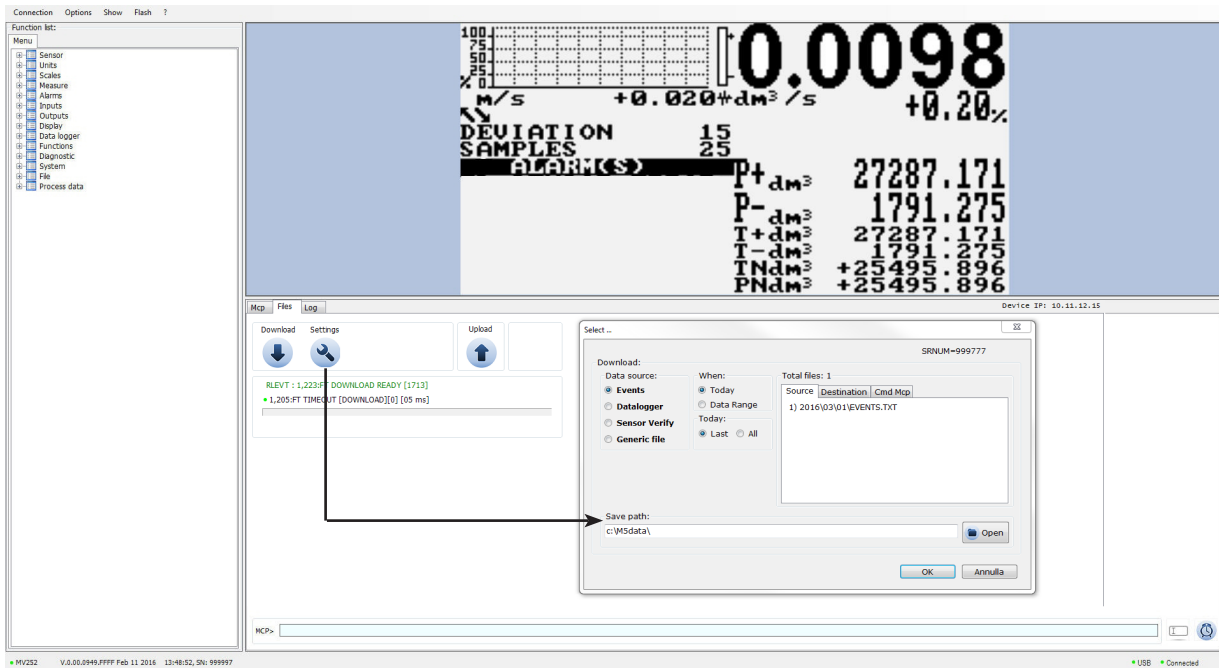 Connection Options Show Flash ?
Function list:
Menu
Sensor
Units
Scales
Measure
Alarms
Inputs
Outputs
Display
Data logger
Functions
Diagnostic
System
File
Process data
100
75
50
25
% 0
0.0098
m/s +0.020 dm³/s +0.20%
DEVIATION 15
SAMPLES 25
ALARM(S)
P+dm³ 27287.171
P-dm³ 1791.275
T+dm³ 27287.171
T-dm³ 1791.275
TNdm³ +25495.896
PNdm³ +25495.896
Mcp Files Log
Device IP: 10.11.12.15
Download Settings Upload
RLEVT : 1,223:FT DOWNLOAD READY [1713]
1,205:FT TIMEOUT [DOWNLOAD][0] [05 ms]
Select ...
SRNUM=999777
Download:
Data source: When: Total files: 1
Events Today Source Destination Cmd Mcp
Datalogger Data Range 1) 2016\03\01\EVENTS.TXT
Sensor Verify Today:
Generic file Last All
Save path:
c:\M5data\ Open
OK Annulla
MCP>
MV252 V.0.00.0949.FFFF Feb 11 2016 13:48:52, SN: 999997
USB Connected